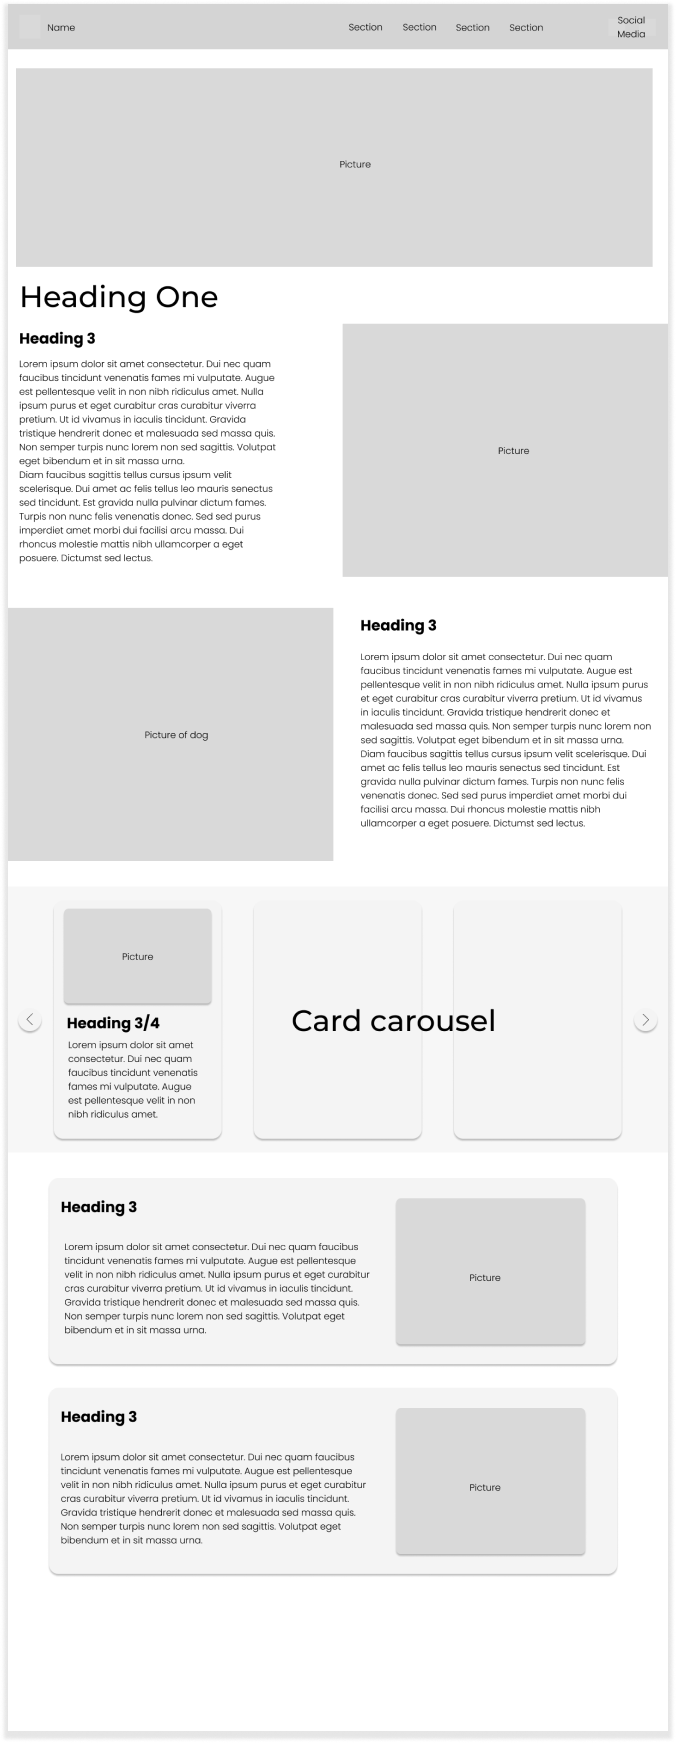 Name
Section
Section
Section
Section
Social
Media
Picture
Heading One
Heading 3
Lorem ipsum dolor sit amet consectetur. Dui nec quam
faucibus tincidunt venenatis fames mi vulputate. Augue
est pellentesque velit in non nibh ridiculus amet. Nulla
ipsum purus et eget curabitur cras curabitur viverra
pretium. Ut id vivamus in iaculis tincidunt. Gravida
tristique hendrerit donec et malesuada sed massa quis.
Non semper turpis nunc lorem non sed sagittis. Volutpat
eget bibendum et in sit massa urna.
Diam faucibus sagittis tellus cursus ipsum velit
scelerisque. Dui amet ac felis tellus leo mauris senectus
sed tincidunt. Est gravida nulla pulvinar dictum fames.
Turpis non nunc felis venenatis donec. Sed sed purus
imperdiet amet morbi dui facilisi arcu massa. Dui
rhoncus molestie mattis nibh ullamcorper a eget
posuere. Dictumst sed lectus.
Picture
Picture of dog
Heading 3
Lorem ipsum dolor sit amet consectetur. Dui nec quam
faucibus tincidunt venenatis fames mi vulputate. Augue est
pellentesque velit in non nibh ridiculus amet. Nulla ipsum purus
et eget curabitur cras curabitur viverra pretium. Ut id vivamus
in iaculis tincidunt. Gravida tristique hendrerit donec et
malesuada sed massa quis. Non semper turpis nunc lorem non
sed sagittis. Volutpat eget bibendum et in sit massa urna.
Diam faucibus sagittis tellus cursus ipsum velit scelerisque. Dui
amet ac felis tellus leo mauris senectus sed tincidunt. Est
gravida nulla pulvinar dictum fames. Turpis non nunc felis
venenatis donec. Sed sed purus imperdiet amet morbi dui
facilisi arcu massa. Dui rhoncus molestie mattis nibh
ullamcorper a eget posuere. Dictumst sed lectus.
Picture
Heading 3/4
Lorem ipsum dolor sit amet
consectetur. Dui nec quam
faucibus tincidunt venenatis
fames mi vulputate. Augue
est pellentesque velit in non
nibh ridiculus amet.
Card carousel
Heading 3
Lorem ipsum dolor sit amet consectetur. Dui nec quam faucibus
tincidunt venenatis fames mi vulputate. Augue est pellentesque
velit in non nibh ridiculus amet. Nulla ipsum purus et eget curabitur
cras curabitur viverra pretium. Ut id vivamus in iaculis tincidunt.
Gravida tristique hendrerit donec et malesuada sed massa quis.
Non semper turpis nunc lorem non sed sagittis. Volutpat eget
bibendum et in sit massa urna.
Picture
Heading 3
Lorem ipsum dolor sit amet consectetur. Dui nec quam faucibus
tincidunt venenatis fames mi vulputate. Augue est pellentesque
velit in non nibh ridiculus amet. Nulla ipsum purus et eget curabitur
cras curabitur viverra pretium. Ut id vivamus in iaculis tincidunt.
Gravida tristique hendrerit donec et malesuada sed massa quis.
Non semper turpis nunc lorem non sed sagittis. Volutpat eget
bibendum et in sit massa urna.
Picture